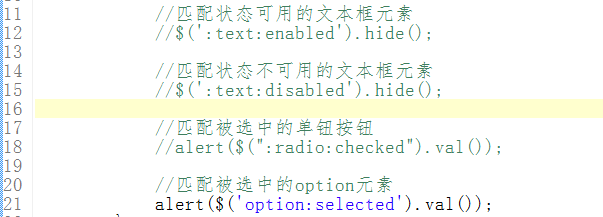 11 //匹配状态可用的文本框元素
12 //$(':text:enabled').hide();
13
14 //匹配状态不可用的文本框元素
15 //$(':text:disabled').hide();
16
17 //匹配被选中的单钮按钮
18 //alert($(":radio:checked").val());
19
20 //匹配被选中的option元素
21 alert($('option:selected').val());